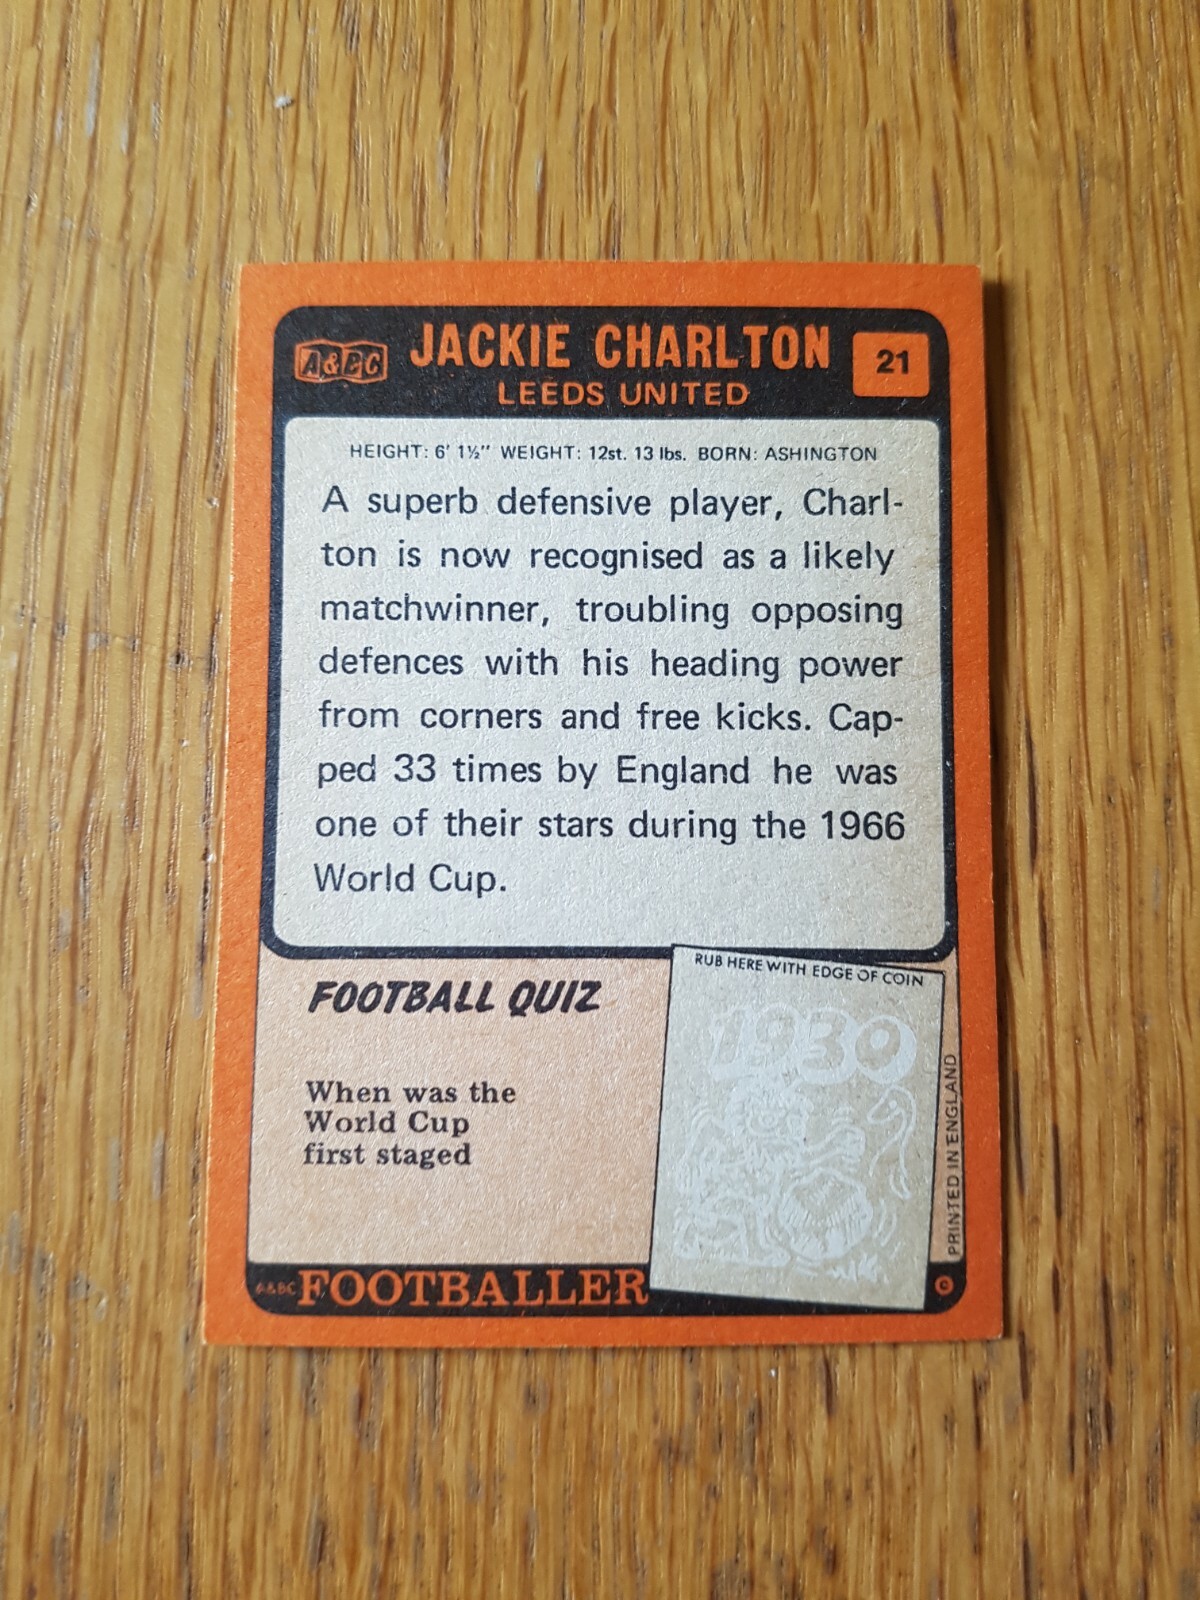 A&BC
JACKIE CHARLTON
21
LEEDS UNITED
HEIGHT: 6' 1½" WEIGHT: 12st. 13 lbs. BORN: ASHINGTON
A superb defensive player, Charl-
ton is now recognised as a likely
matchwinner, troubling opposing
defences with his heading power
from corners and free kicks. Cap-
ped 33 times by England he was
one of their stars during the 1966
World Cup.
FOOTBALL QUIZ
When was the
World Cup
first staged
RUB HERE WITH EDGE OF COIN
1930
PRINTED IN ENGLAND
A&BC FOOTBALLER
©